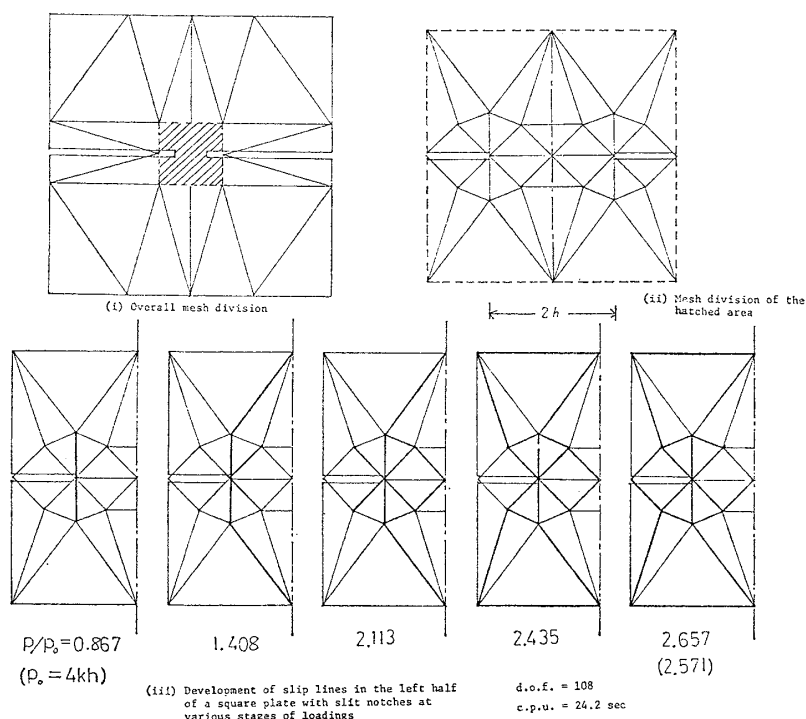 (i) Overall mesh division
(ii) Mesh division of the
hatched area
2h
P/P₀=0.867
1.408
2.113
2.435
2.657
(P₀=4kh)
(2.571)
(iii) Development of slip lines in the left half
of a square plate with slit notches at
various stages of loadings
d.o.f. = 108
c.p.u. = 24.2 sec